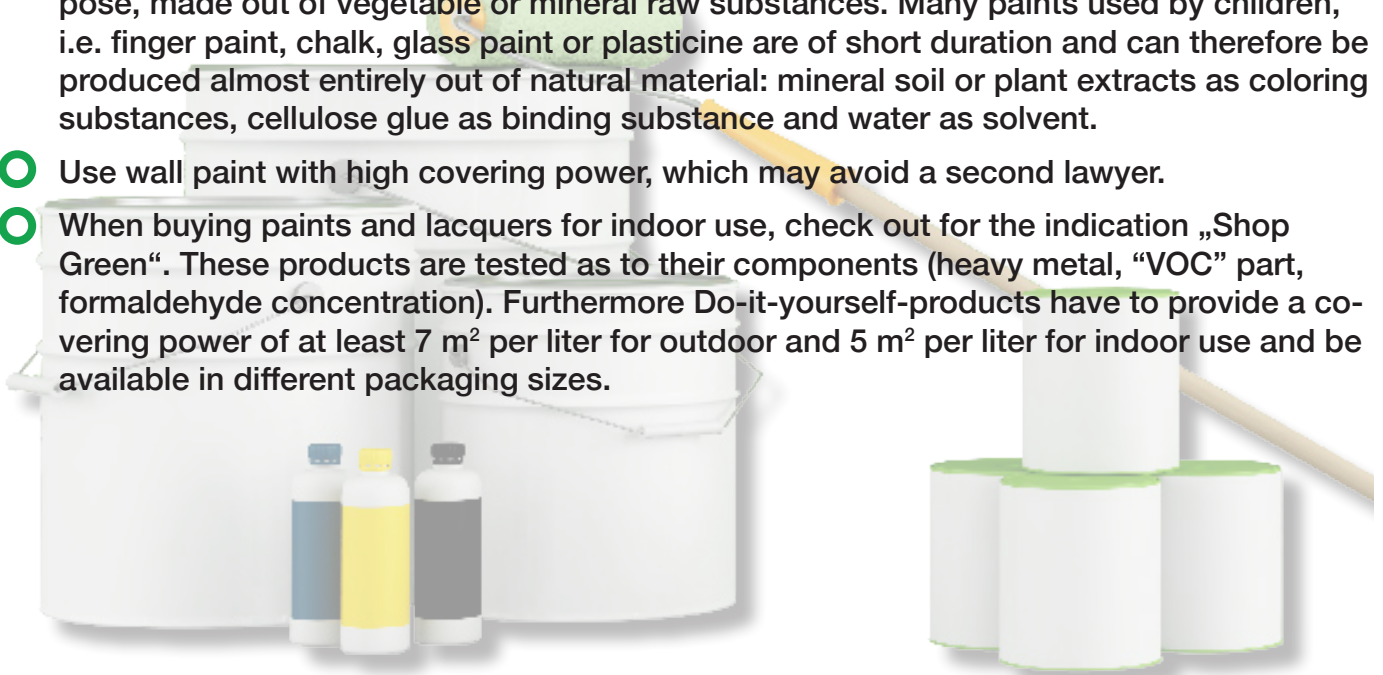 pose, made out of vegetable or mineral raw substances. Many paints used by children,
i.e. finger paint, chalk, glass paint or plasticine are of short duration and can therefore be
produced almost entirely out of natural material: mineral soil or plant extracts as coloring
substances, cellulose glue as binding substance and water as solvent.
Use wall paint with high covering power, which may avoid a second lawyer.
When buying paints and lacquers for indoor use, check out for the indication „Shop
Green“. These products are tested as to their components (heavy metal, “VOC” part,
formaldehyde concentration). Furthermore Do-it-yourself-products have to provide a co-
vering power of at least 7 m² per liter for outdoor and 5 m² per liter for indoor use and be
available in different packaging sizes.